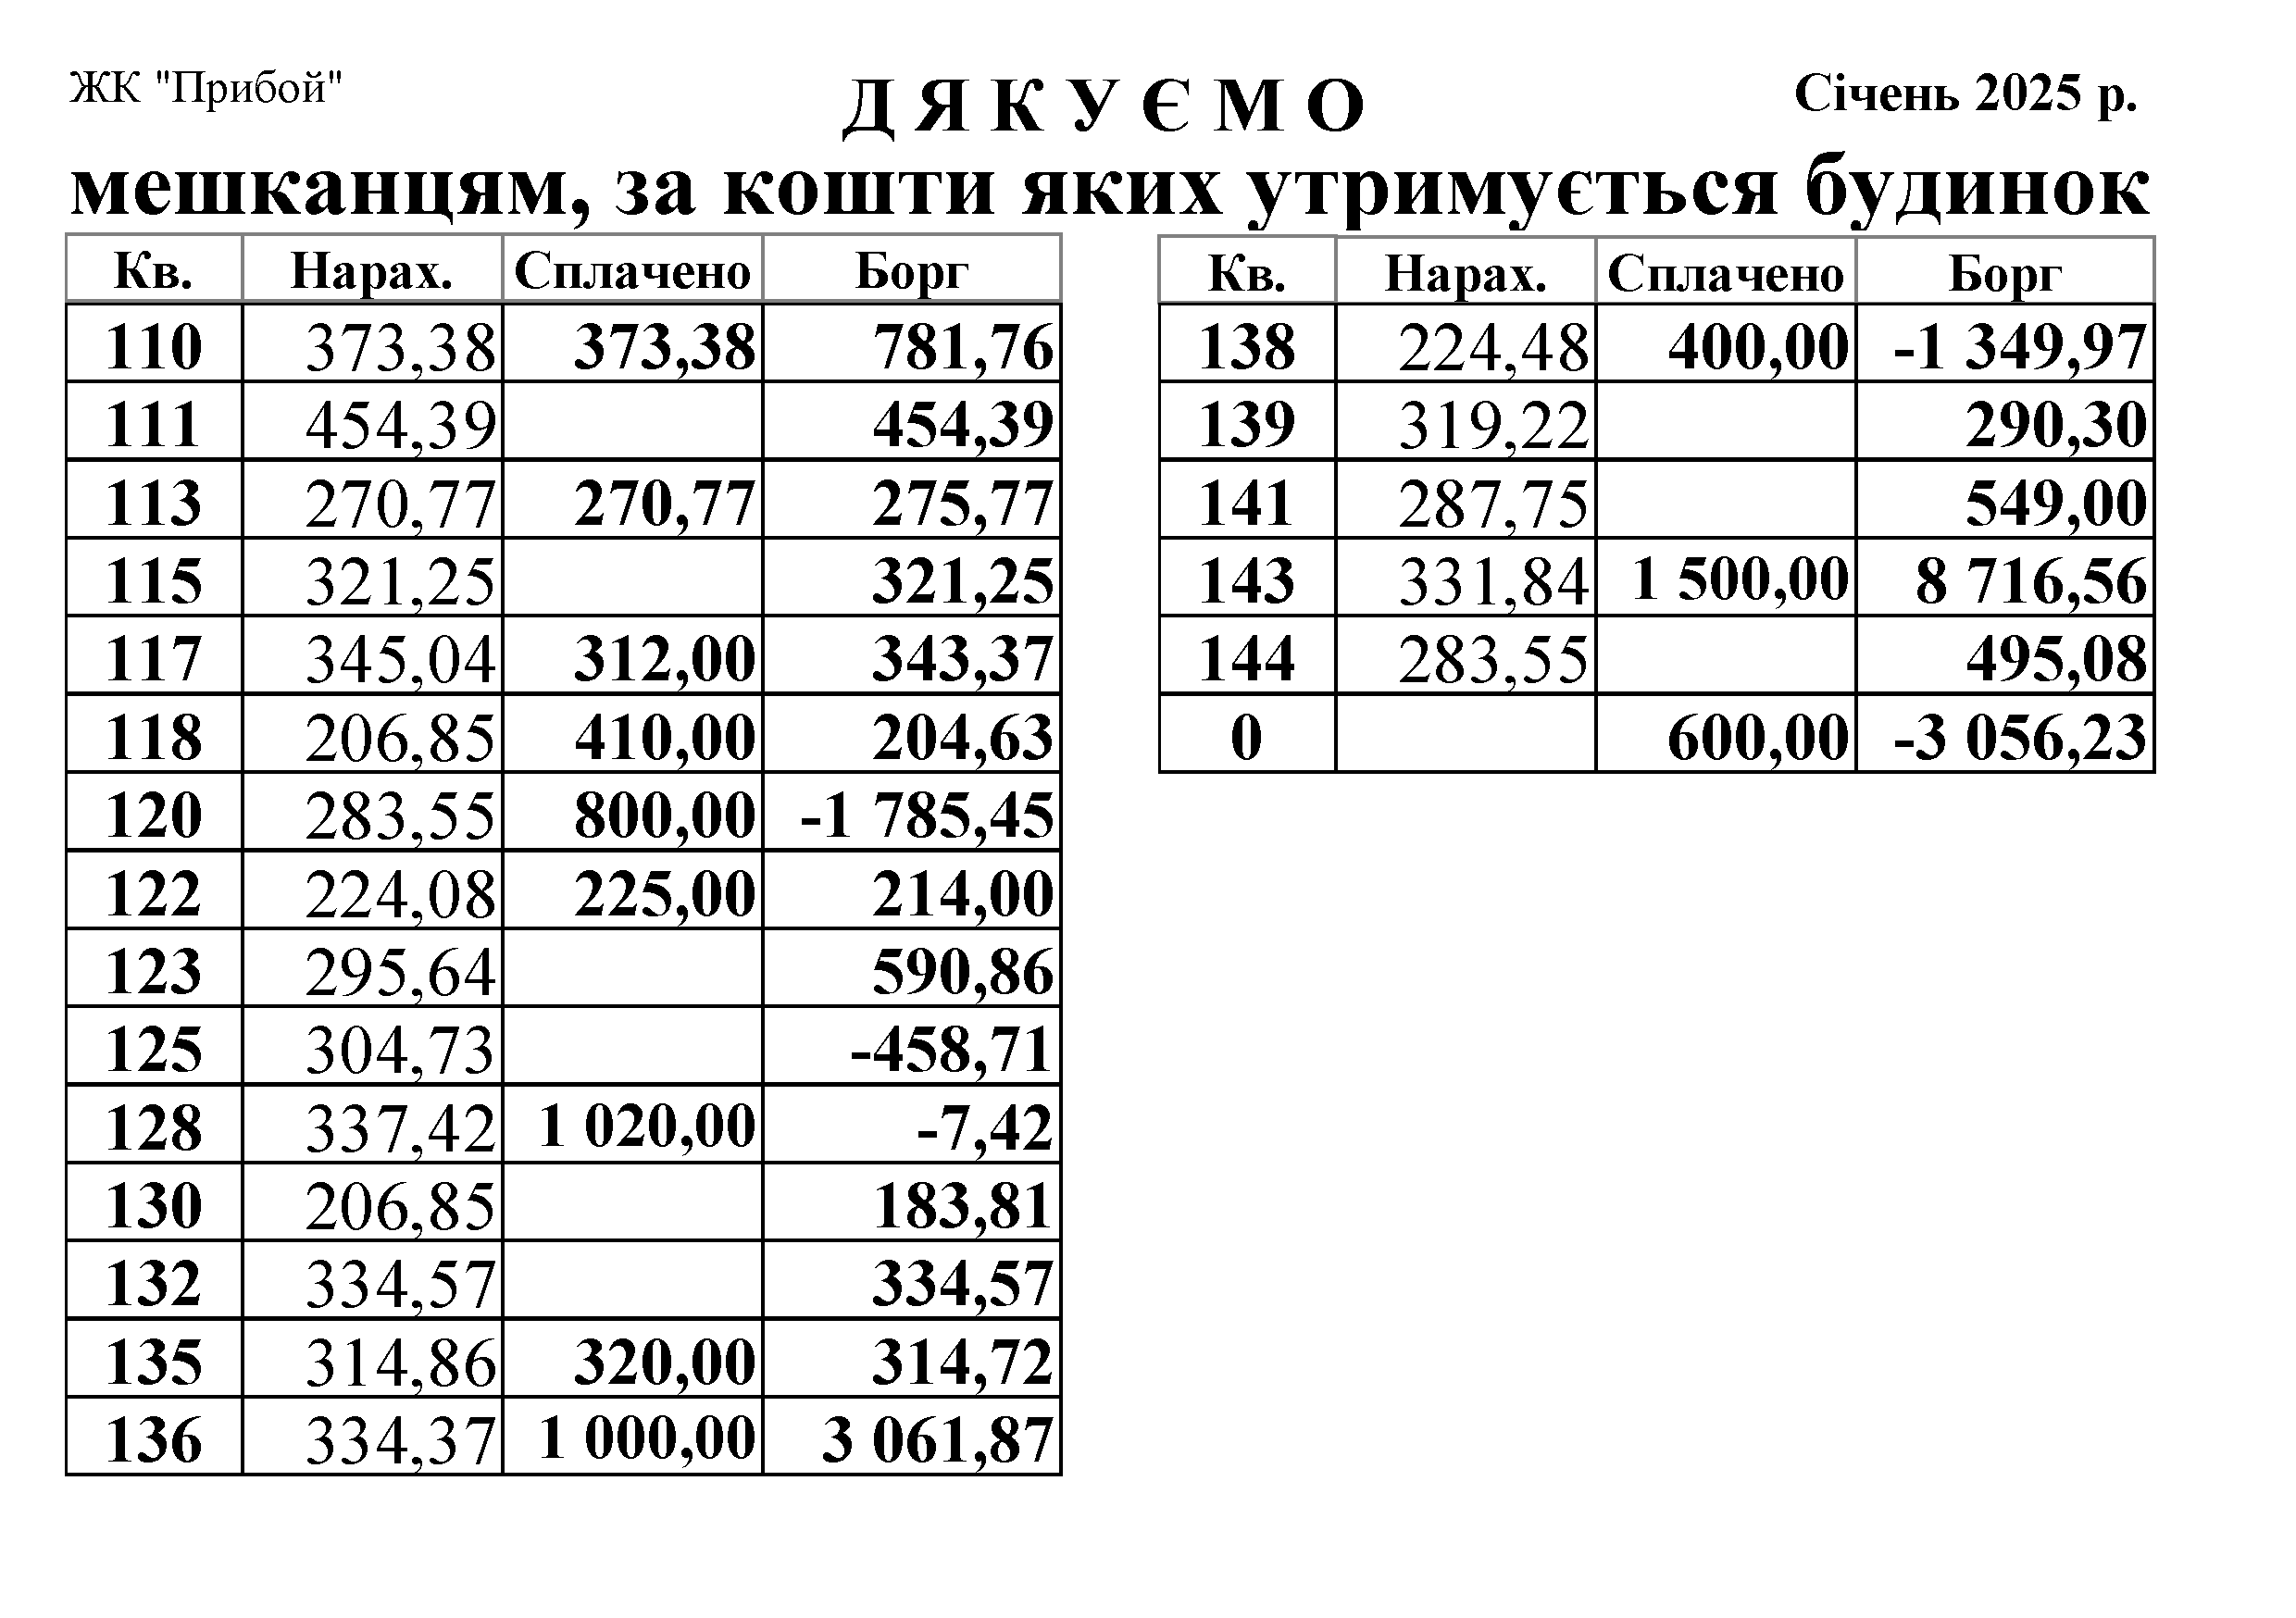 ЖК "Прибой"
Д Я К У Є М О
Січень 2025 р.
мешканцям, за кошти яких утримується будинок
Кв. Нарах. Сплачено Борг
110 373,38 373,38 781,76
111 454,39 454,39
113 270,77 270,77 275,77
115 321,25 321,25
117 345,04 312,00 343,37
118 206,85 410,00 204,63
120 283,55 800,00 -1 785,45
122 224,08 225,00 214,00
123 295,64 590,86
125 304,73 -458,71
128 337,42 1 020,00 -7,42
130 206,85 183,81
132 334,57 334,57
135 314,86 320,00 314,72
136 334,37 1 000,00 3 061,87
Кв. Нарах. Сплачено Борг
138 224,48 400,00 -1 349,97
139 319,22 290,30
141 287,75 549,00
143 331,84 1 500,00 8 716,56
144 283,55 495,08
0 600,00 -3 056,23